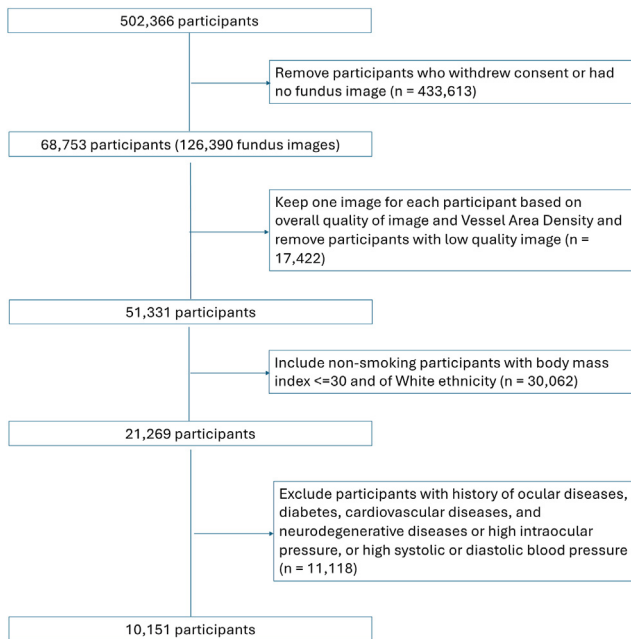 502,366 participants
Remove participants who withdrew consent or had
no fundus image (n = 433,613)
68,753 participants (126,390 fundus images)
Keep one image for each participant based on
overall quality of image and Vessel Area Density and
remove participants with low quality image (n =
17,422)
51,331 participants
Include non-smoking participants with body mass
index <=30 and of White ethnicity (n = 30,062)
21,269 participants
Exclude participants with history of ocular diseases,
diabetes, cardiovascular diseases, and
neurodegenerative diseases or high intraocular
pressure, or high systolic or diastolic blood pressure
(n = 11,118)
10,151 participants